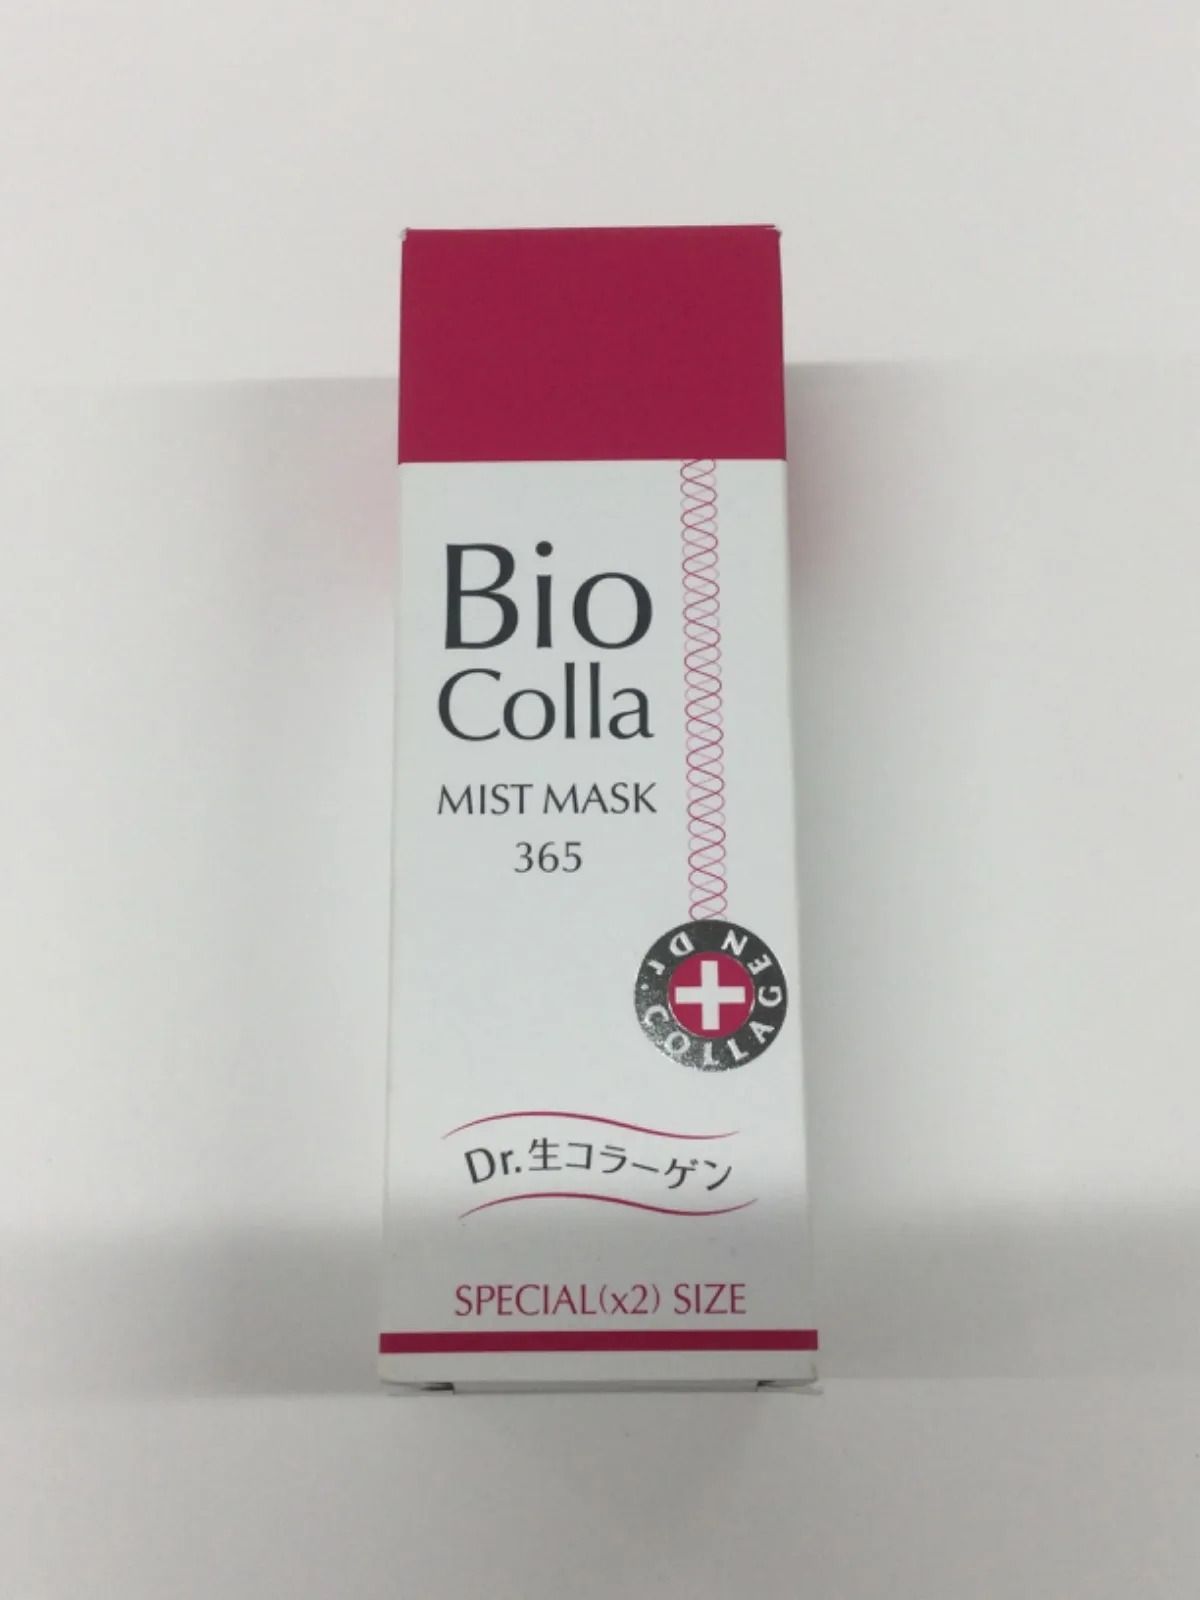 Bio
Colla
MIST MASK
365
Dr. COLLAGEN
Dr.生コラーゲン
SPECIAL(x2) SIZE